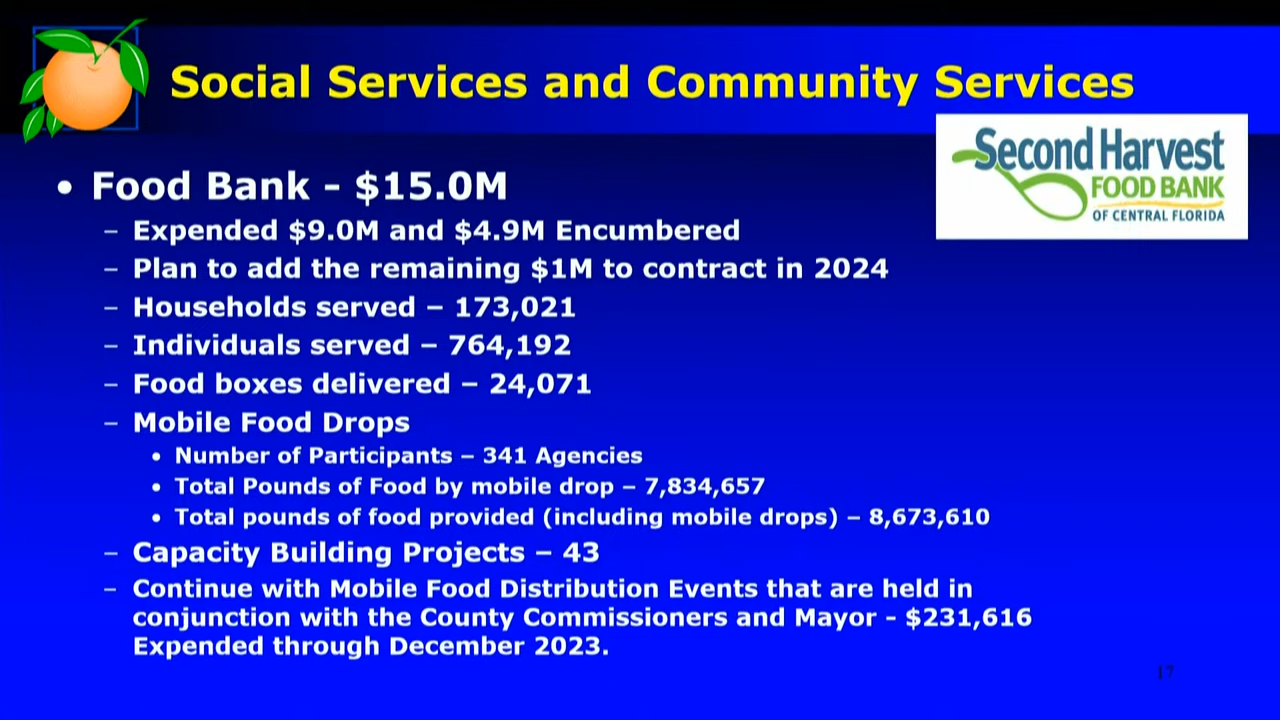 Social Services and Community Services
Second Harvest
FOOD BANK
OF CENTRAL FLORIDA
• Food Bank - $15.0M
– Expended $9.0M and $4.9M Encumbered
– Plan to add the remaining $1M to contract in 2024
– Households served – 173,021
– Individuals served – 764,192
– Food boxes delivered – 24,071
– Mobile Food Drops
• Number of Participants – 341 Agencies
• Total Pounds of Food by mobile drop – 7,834,657
• Total pounds of food provided (including mobile drops) – 8,673,610
– Capacity Building Projects – 43
– Continue with Mobile Food Distribution Events that are held in
conjunction with the County Commissioners and Mayor - $231,616
Expended through December 2023.
17